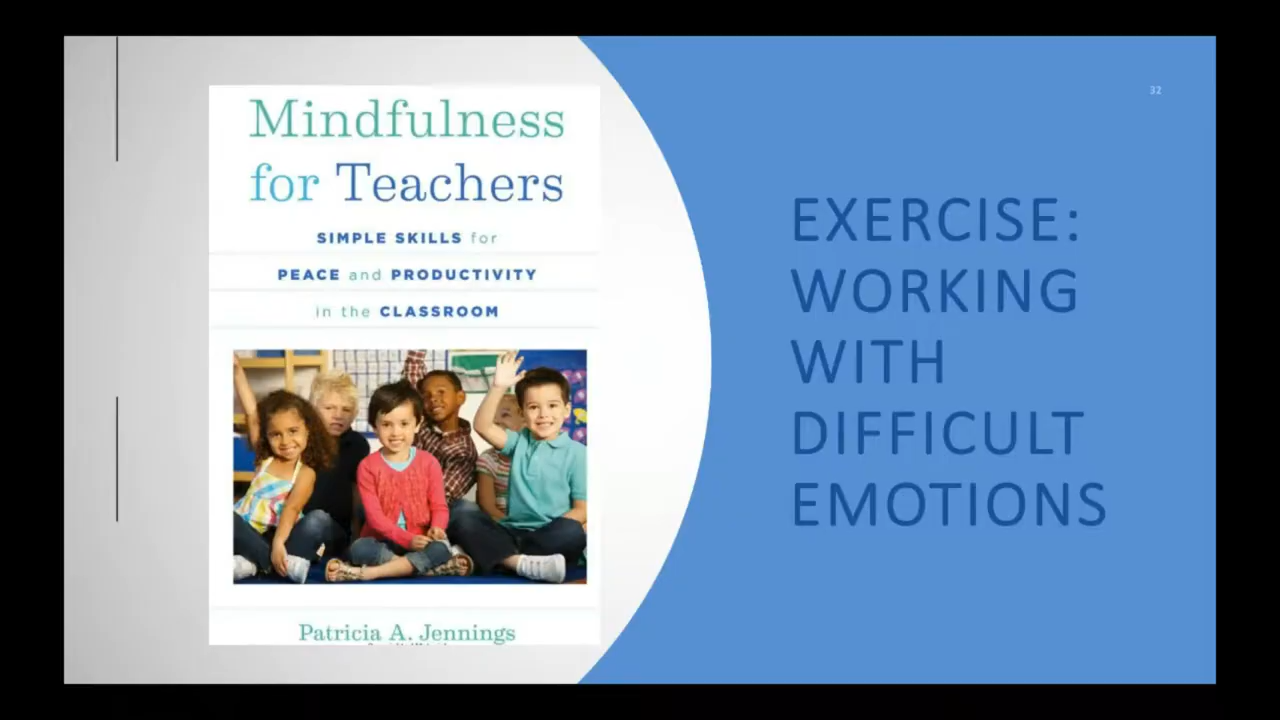 Mindfulness
for Teachers
SIMPLE SKILLS for
PEACE and PRODUCTIVITY
in the CLASSROOM
Patricia A. Jennings
32
EXERCISE:
WORKING
WITH
DIFFICULT
EMOTIONS